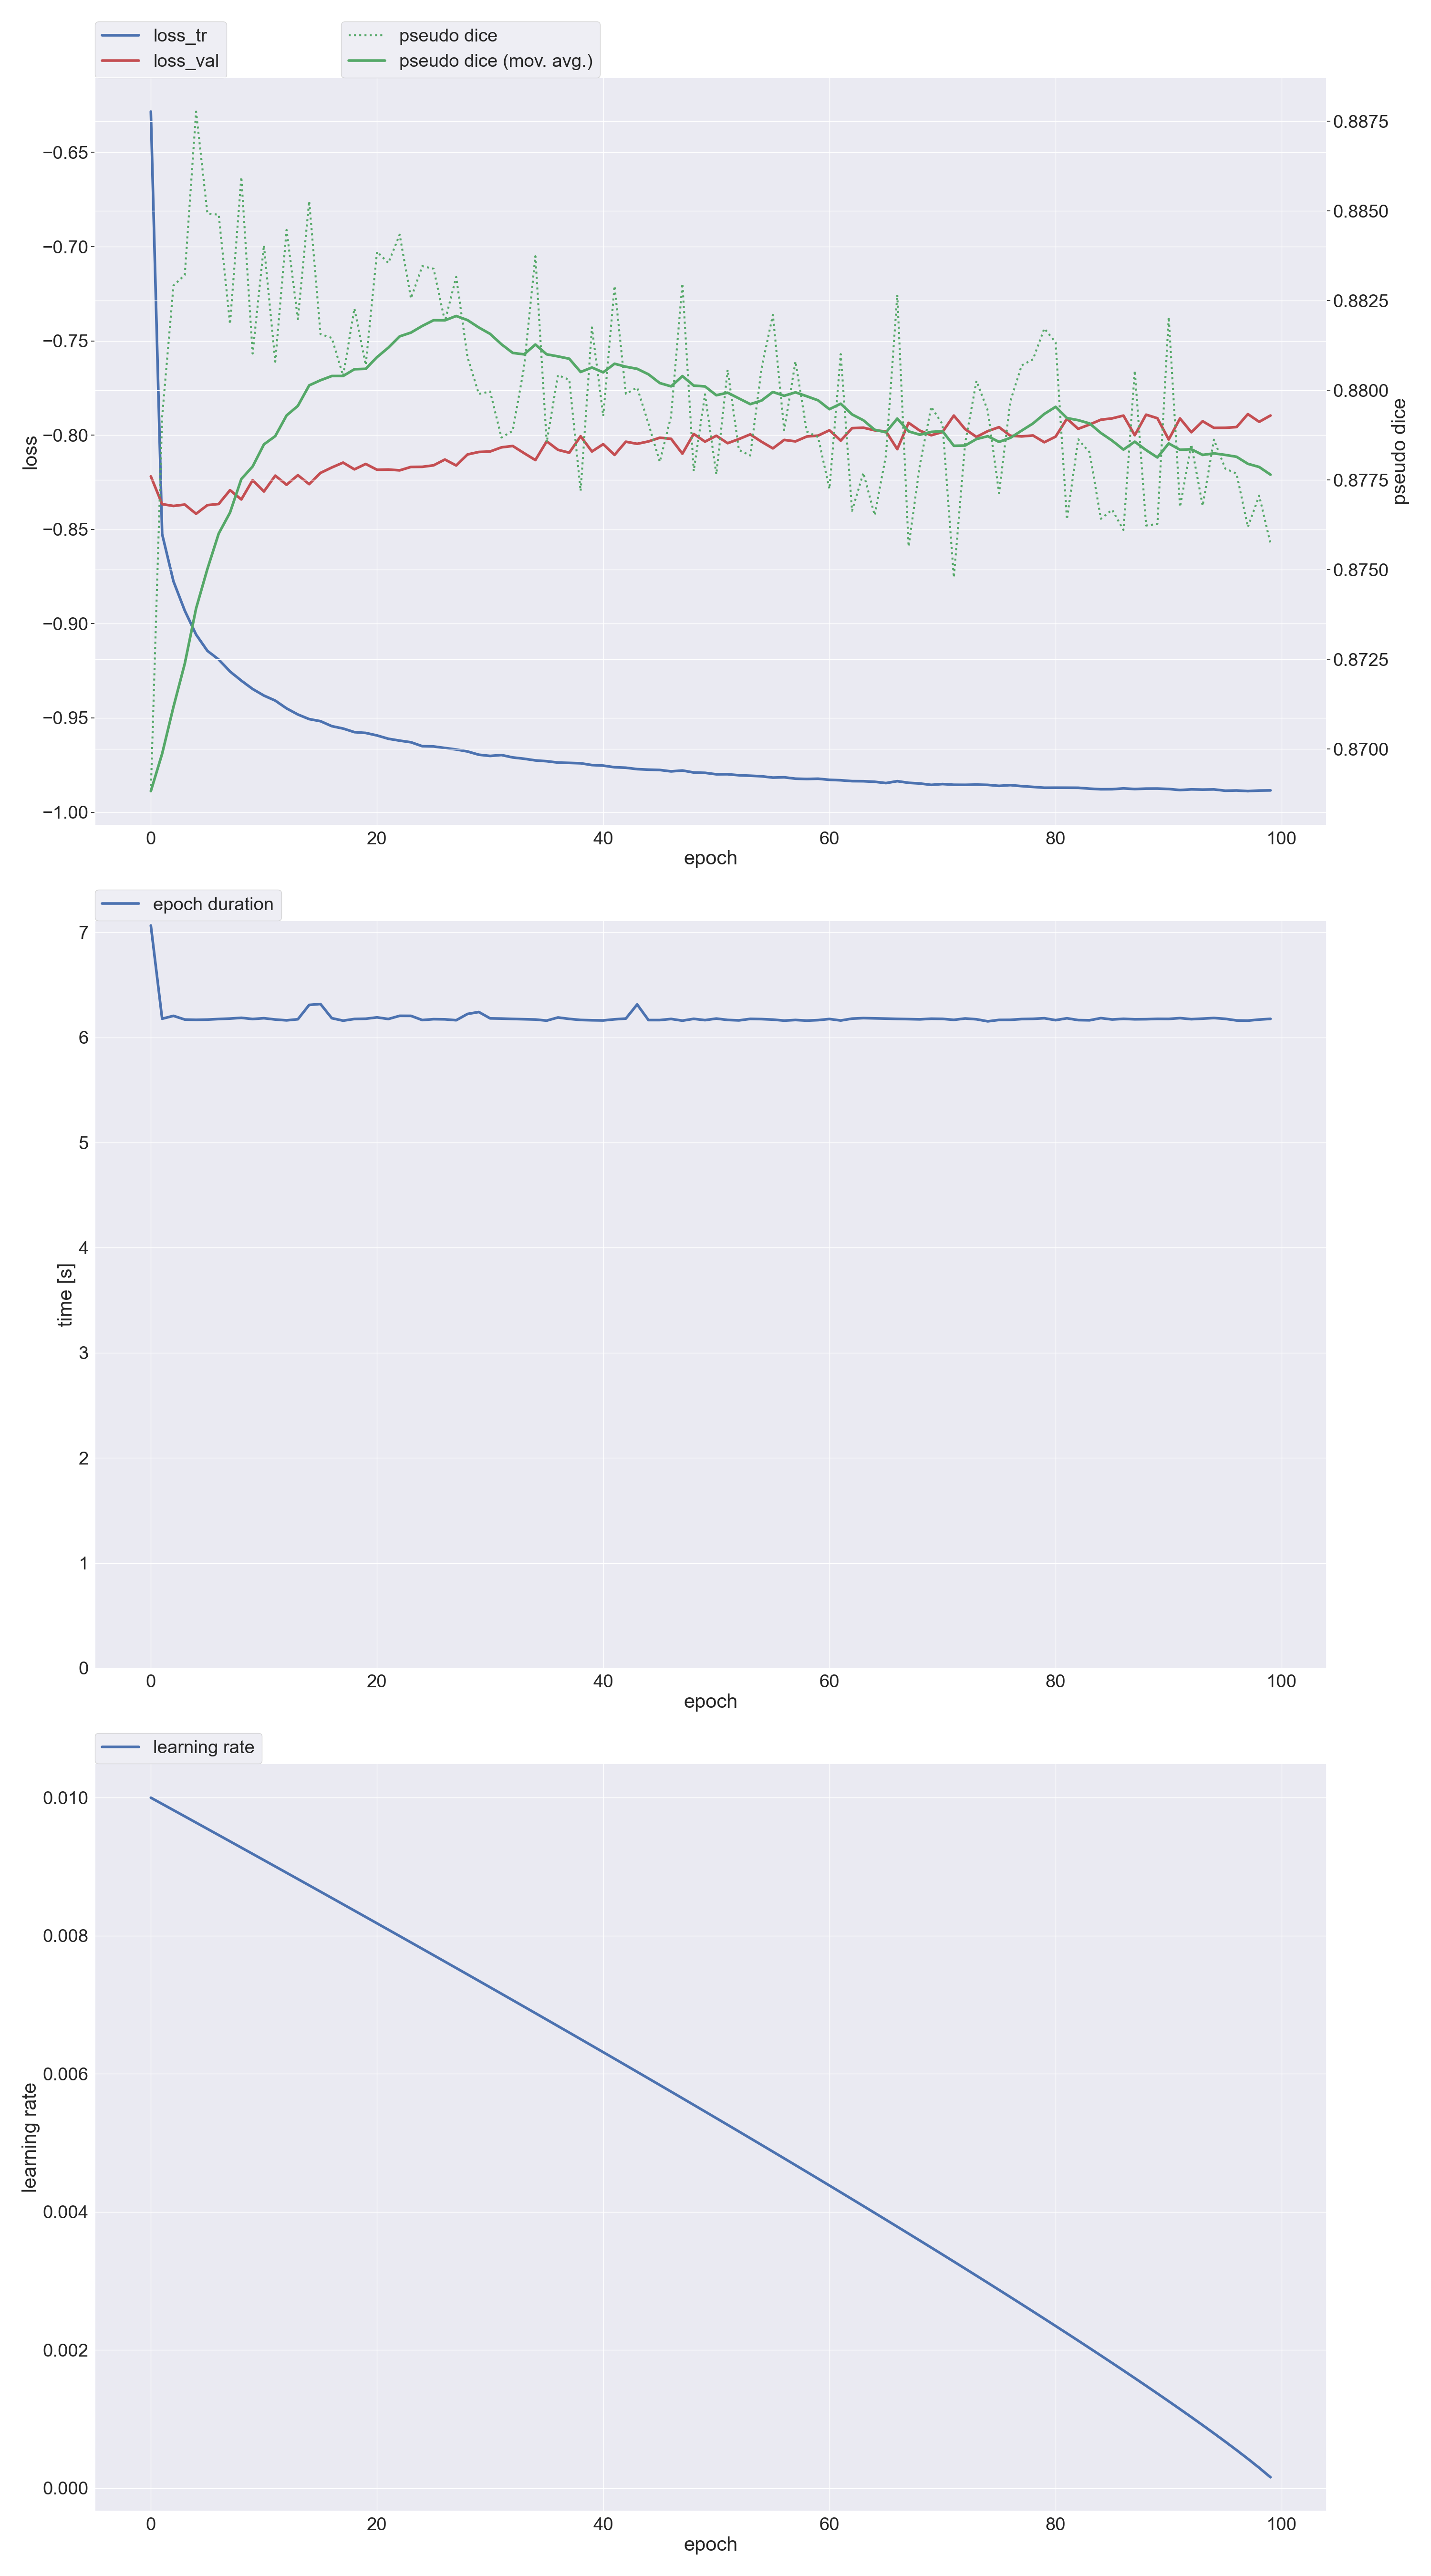 loss_tr
loss_val
pseudo dice
pseudo dice (mov. avg.)
−0.65
−0.70
−0.75
−0.80
−0.85
−0.90
−0.95
−1.00
loss
0.8875
0.8850
0.8825
0.8800
0.8775
0.8750
0.8725
0.8700
pseudo dice
0 20 40 60 80 100
epoch
epoch duration
7
6
5
4
3
2
1
0
time [s]
0 20 40 60 80 100
epoch
learning rate
0.010
0.008
0.006
0.004
0.002
0.000
learning rate
0 20 40 60 80 100
epoch